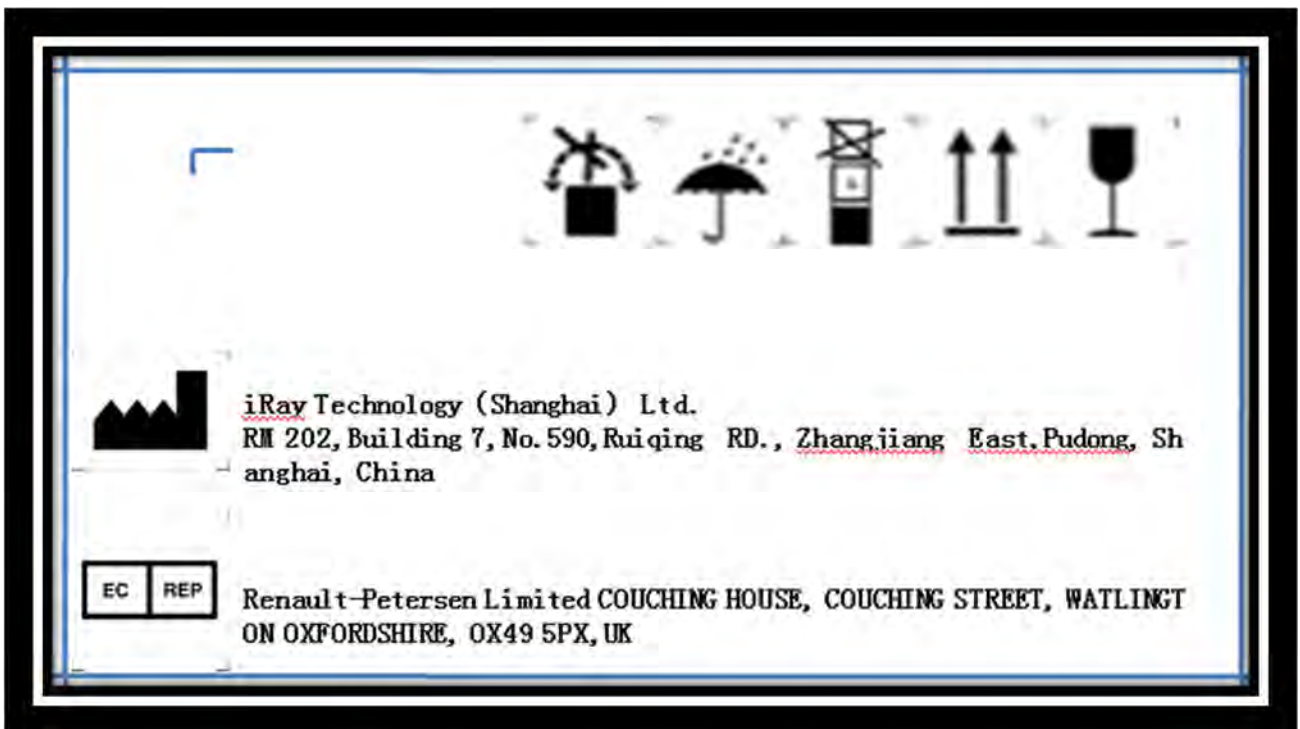 iRay Technology (Shanghai) Ltd.
RM 202, Building 7, No. 590, Ruiqing RD., Zhangjiang East.Pudong, Sh
anghai, China
EC REP
Renault-Petersen Limited COUCHING HOUSE, COUCHING STREET, WATLINGT
ON OXFORDSHIRE, OX49 5PX, UK